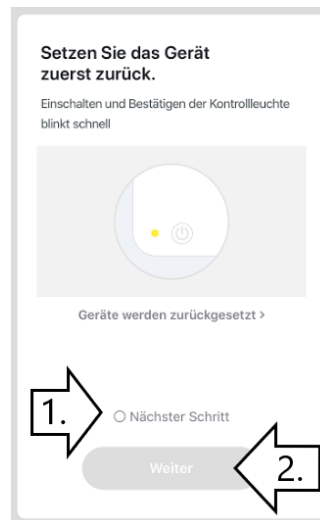 Setzen Sie das Gerät
zuerst zurück.
Einschalten und Bestätigen der Kontrollleuchte
blinkt schnell
Geräte werden zurückgesetzt >
1.
Nächster Schritt
Weiter
2.